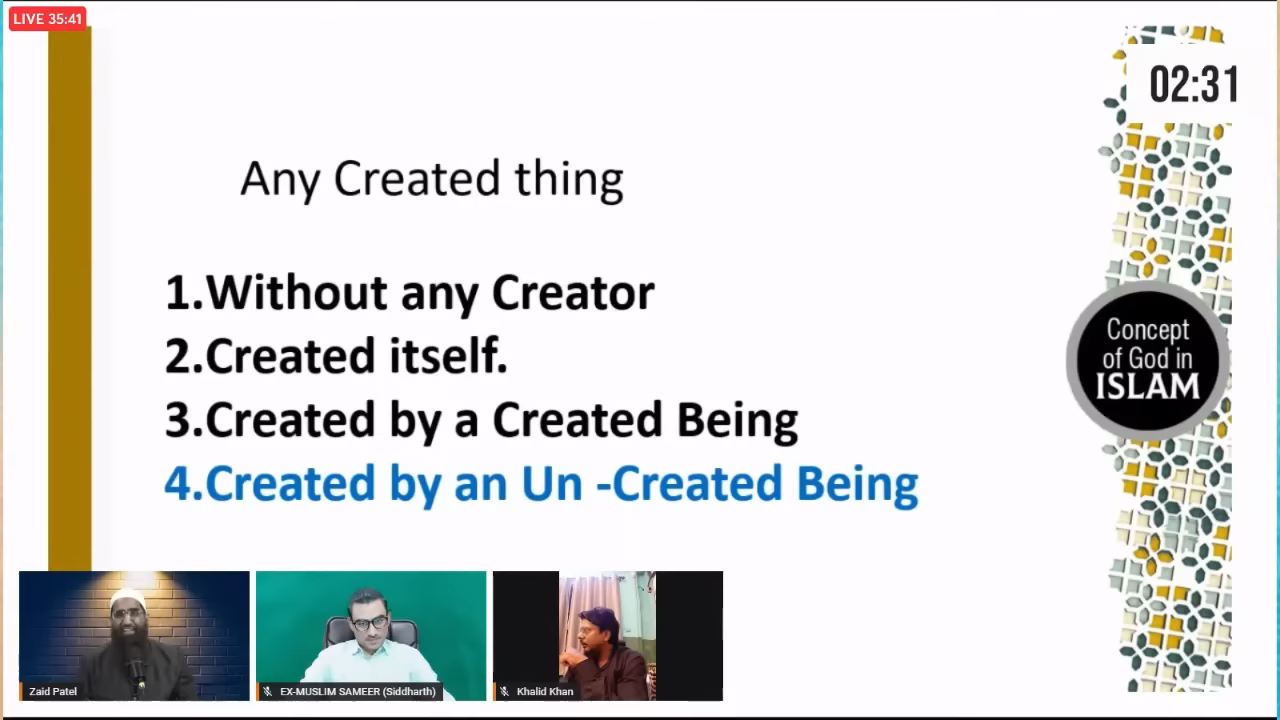 LIVE 35:41
02:31
Any Created thing
1.Without any Creator
2.Created itself.
3.Created by a Created Being
4.Created by an Un -Created Being
Concept
of God in
ISLAM
Zaid Patel
EX-MUSLIM SAMEER (Siddharth)
Khalid Khan